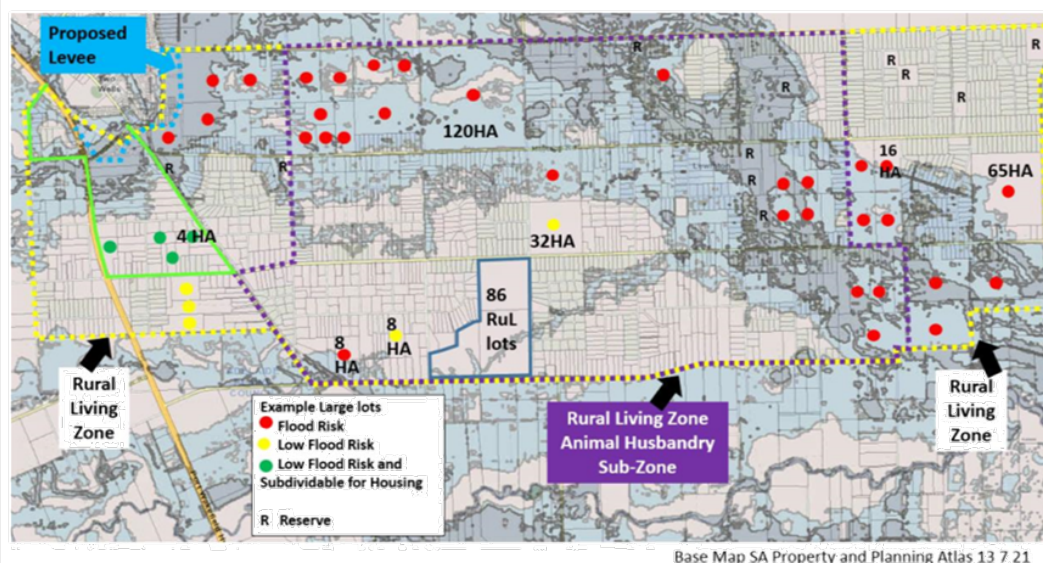 Proposed
Levee
Wells
R
R
R
R
R
R
R
R
R
R
120HA
16
HA
65HA
4 HA
32HA
86
RuL
lots
8
HA
8
HA
Rural
Living
Zone
Example Large lots
Flood Risk
Low Flood Risk
Low Flood Risk and
Subdividable for Housing
R Reserve
Rural Living Zone
Animal Husbandry
Sub-Zone
Rural
Living
Zone
Base Map SA Property and Planning Atlas 13 7 21